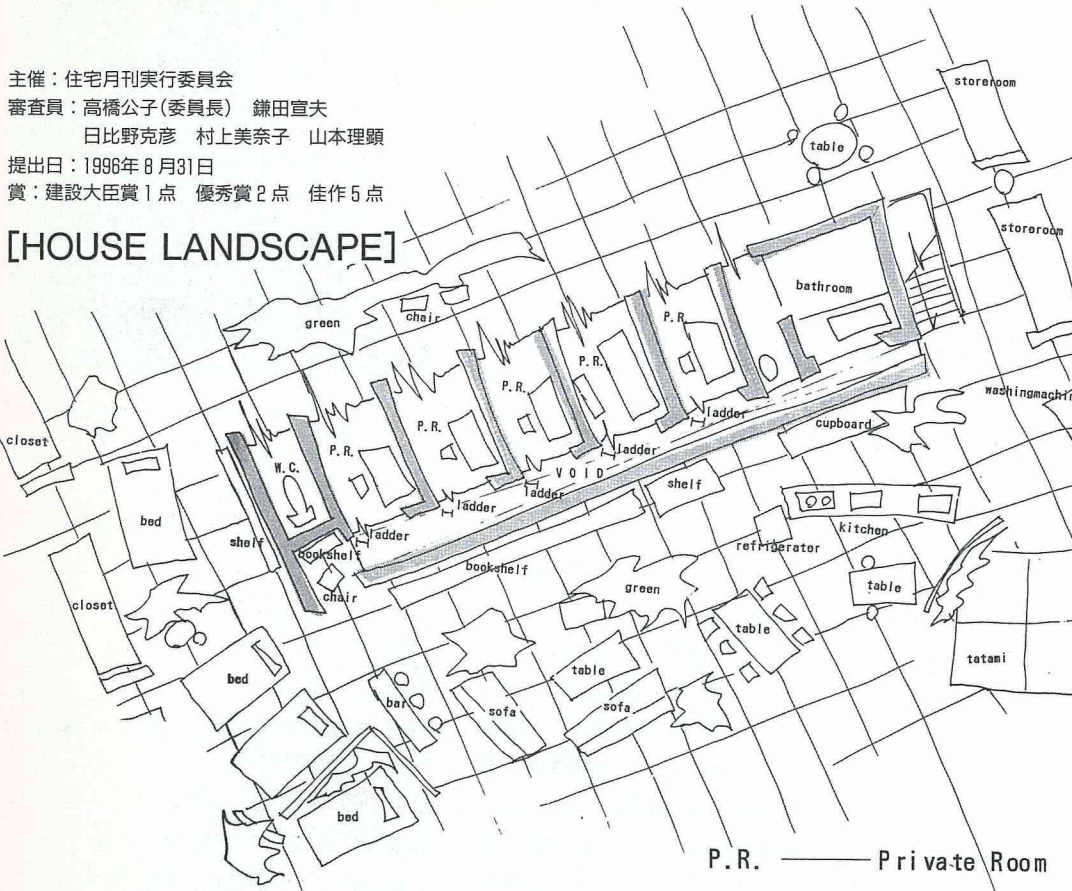 主催：住宅月刊実行委員会
審査員：高橋公子（委員長）　鎌田宣夫
日比野克彦　村上美奈子　山本理顕
提出日：1996年8月31日
賞：建設大臣賞1点　優秀賞2点　佳作5点
[HOUSE LANDSCAPE]
storeroom
table
storeroom
bathroom
green
chair
P.R.
P.R.
P.R.
P.R.
P.R.
W.C.
closet
bed
shelf
bookshelf
chair
ladder
ladder
ladder
ladder
ladder
VOID
washingmachi
cupboard
shelf
kitchen
refrigerator
bookshelf
green
table
table
tatami
closet
bed
bar
sofa
table
sofa
bed
P.R. ――― Private Room